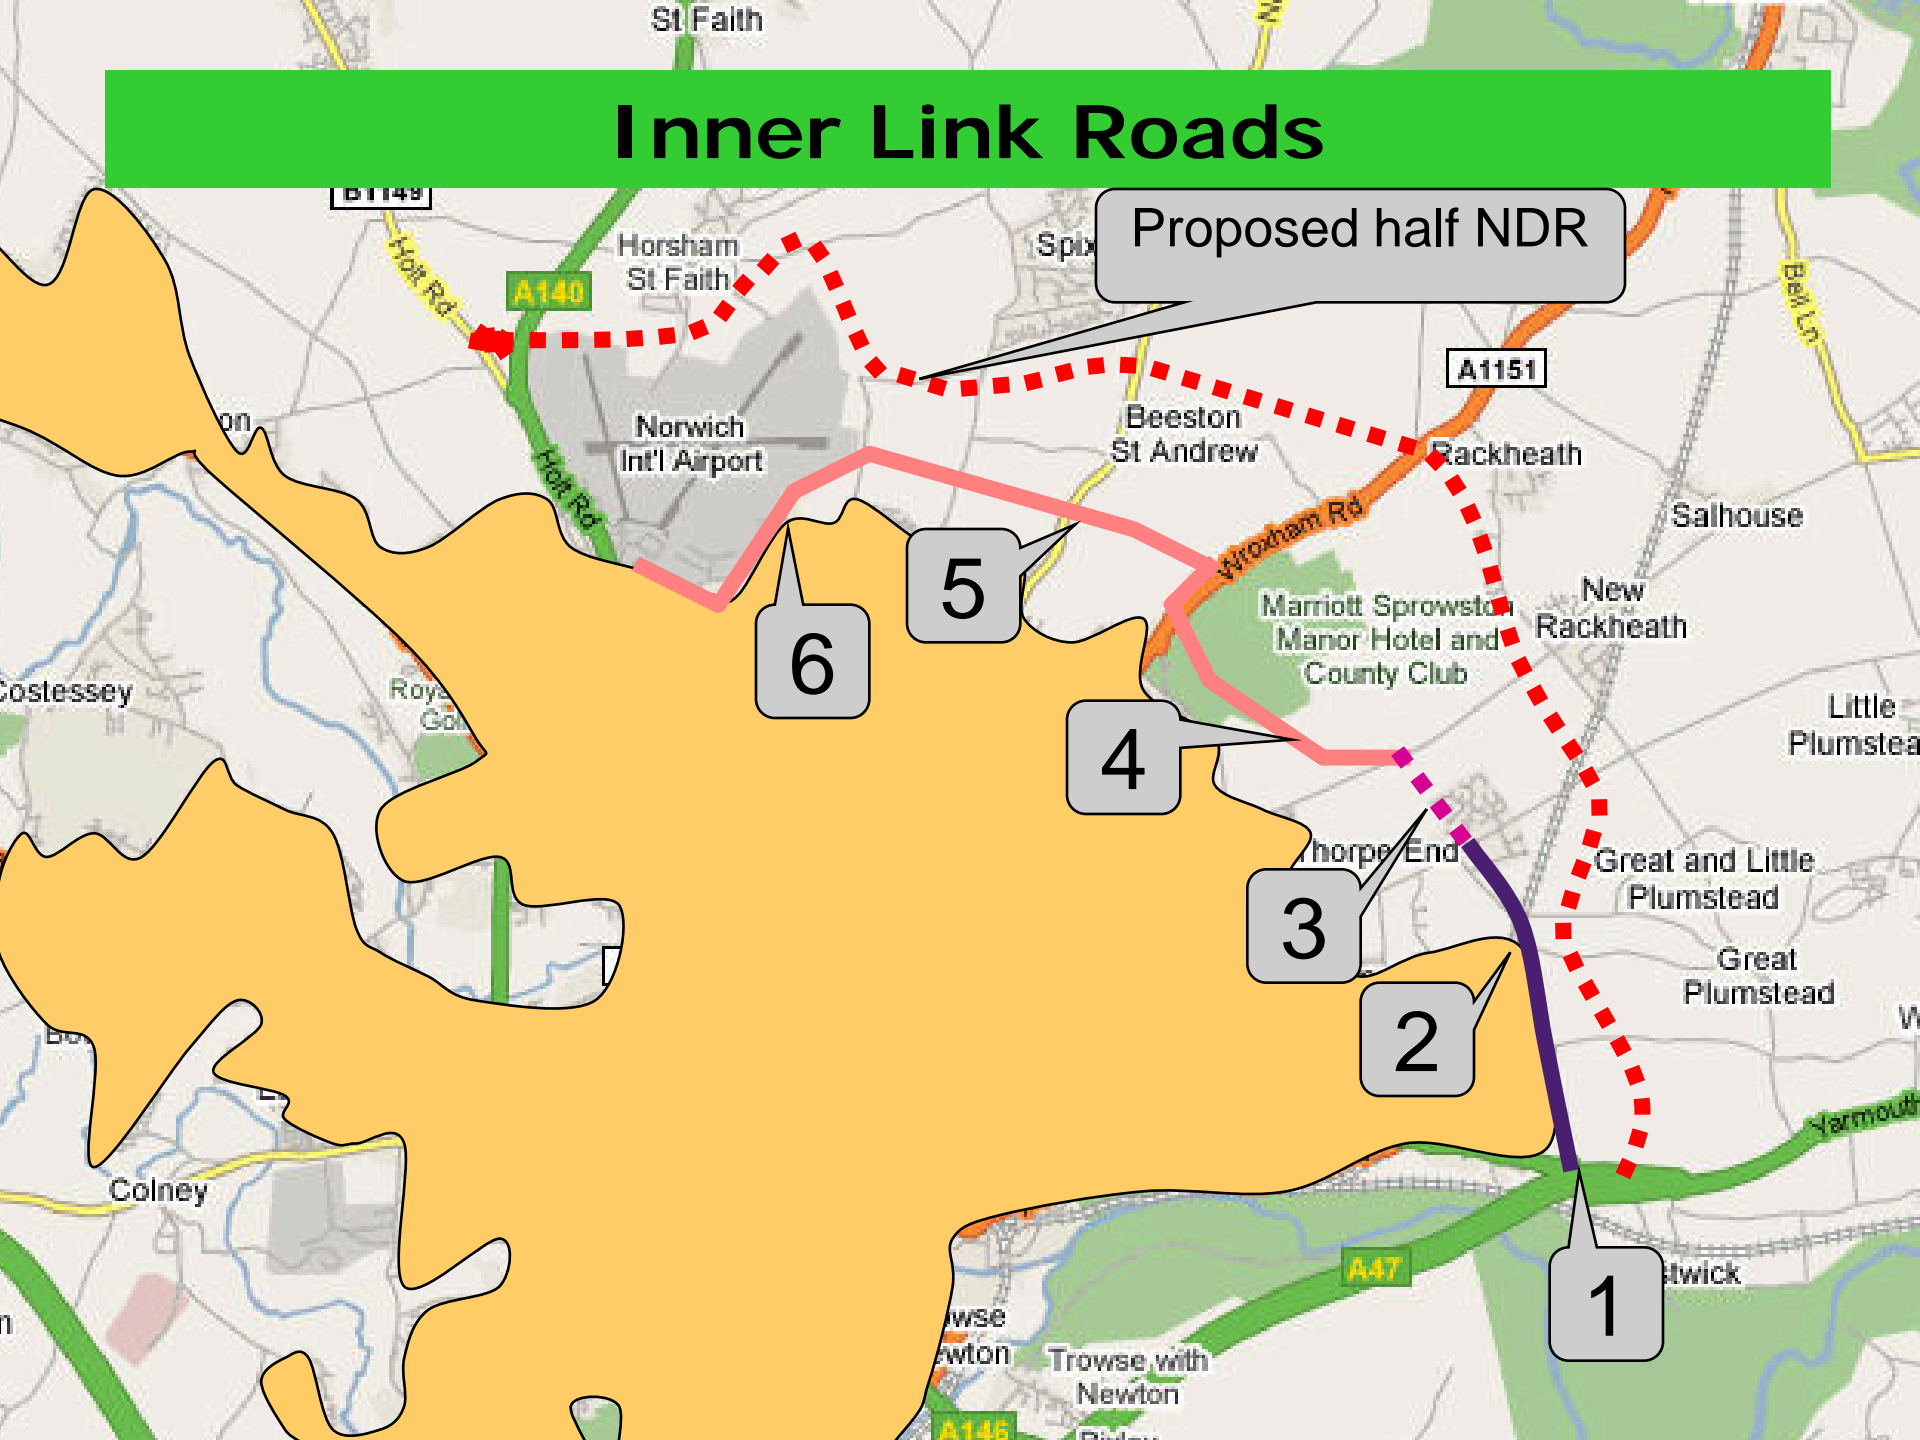 St Faith
Inner Link Roads
B1149
Proposed half NDR
Horsham
St Faith
Holt Rd
A140
Bell Ln
A1151
Beeston
St Andrew
Norwich
Int'l Airport
Holt Rd
Rackheath
Wroxham Rd
Salhouse
5
New
Rackheath
Marriott Sprowston
Manor Hotel and
County Club
6
Costessey
Little
4
Thorpe End
Great and Little
Plumstead
3
Great
Plumstead
2
Yarmouth
Colney
A47
1
Trowse with
Newton
A146